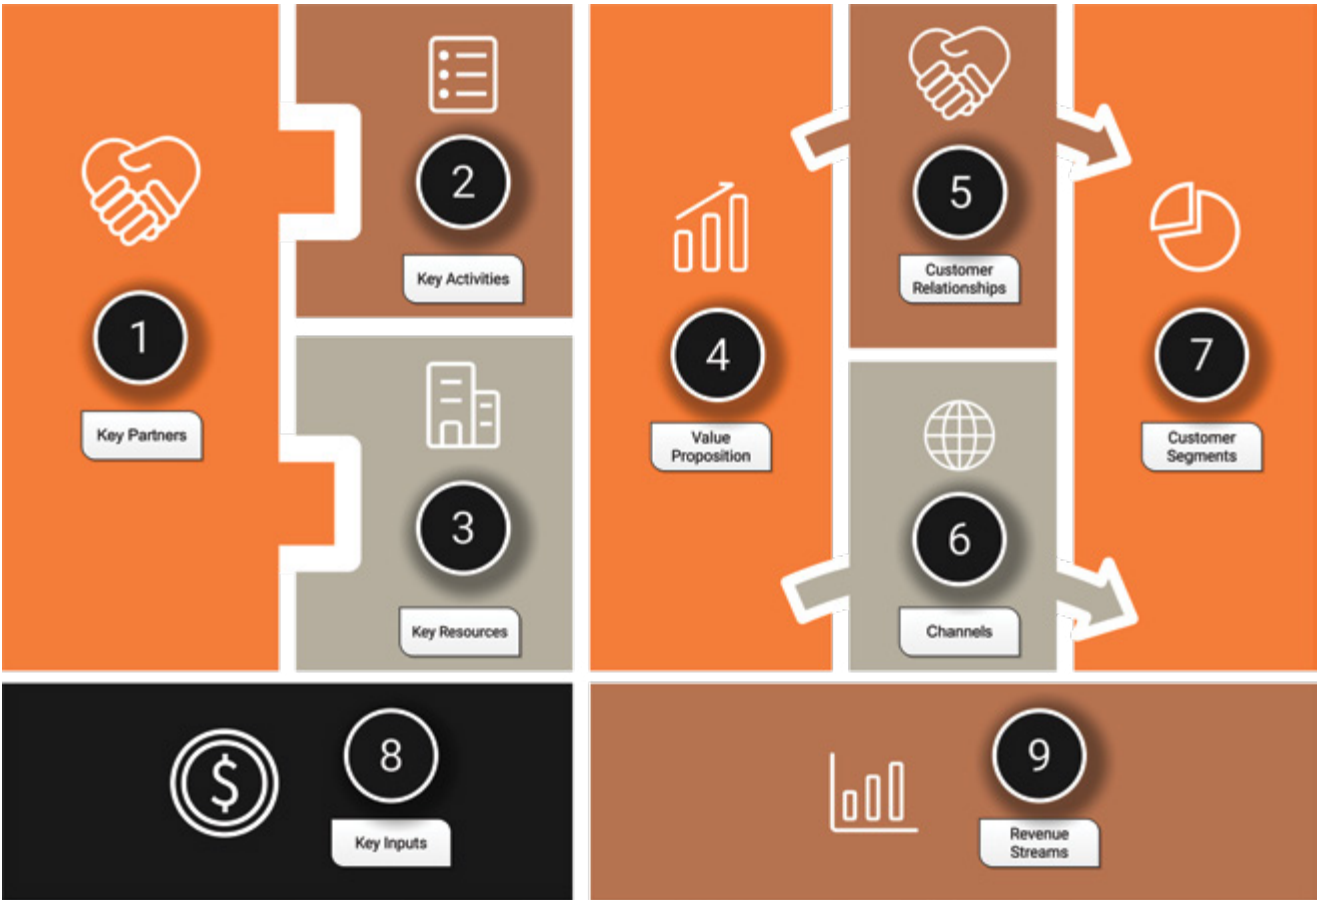 1
Key Partners
2
Key Activities
3
Key Resources
4
Value
Proposition
5
Customer
Relationships
6
Channels
7
Customer
Segments
$
8
Key Inputs
9
Revenue
Streams